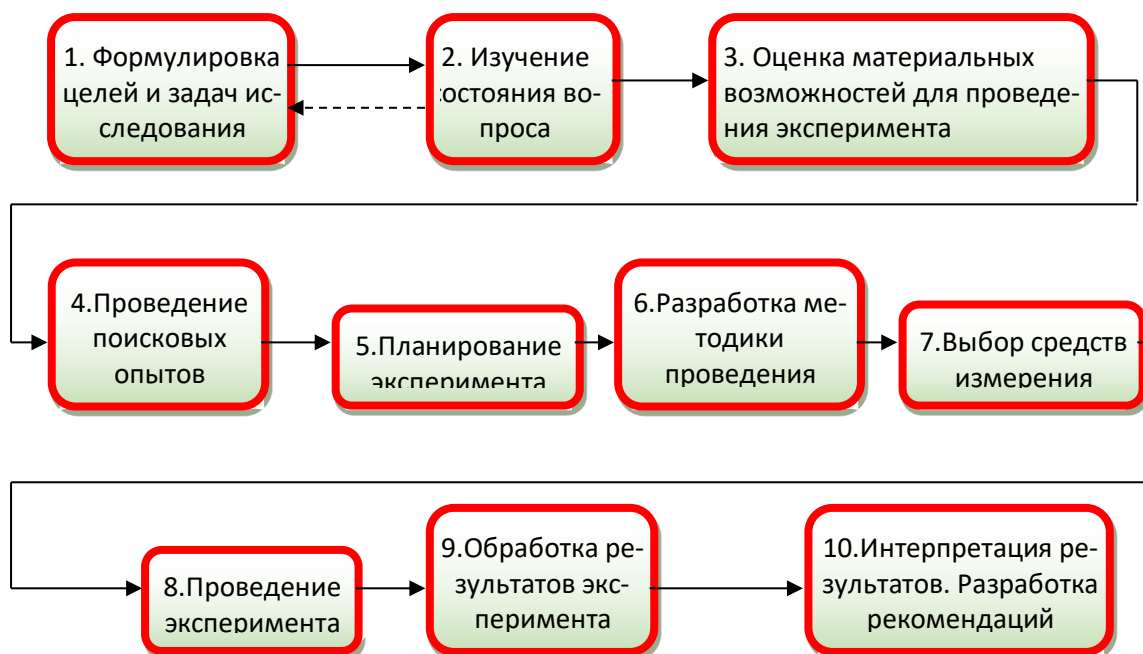 1. Формулировка
целей и задач ис-
следования
2. Изучение
состояния во-
проса
3. Оценка материальных
возможностей для проведе-
ния эксперимента
4.Проведение
поисковых
опытов
5.Планирование
эксперимента
6.Разработка ме-
тодики
проведения
7.Выбор средств
измерения
8.Проведение
эксперимента
9.Обработка ре-
зультатов экс-
перимента
10.Интерпретация ре-
зультатов. Разработка
рекомендаций